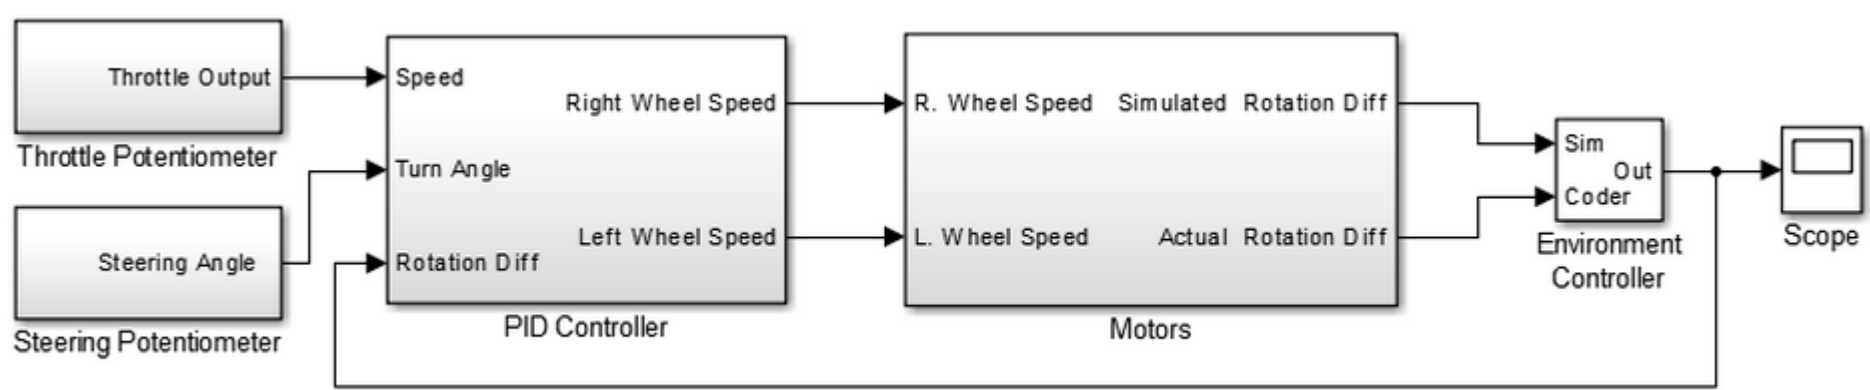 Throttle Output
Throttle Potentiometer
Steering Angle
Steering Potentiometer
Speed
Right Wheel Speed
Turn Angle
Left Wheel Speed
Rotation Diff
PID Controller
R. Wheel Speed Simulated Rotation Diff
L. Wheel Speed Actual Rotation Diff
Motors
Sim
Out
Coder
Environment
Controller
Scope